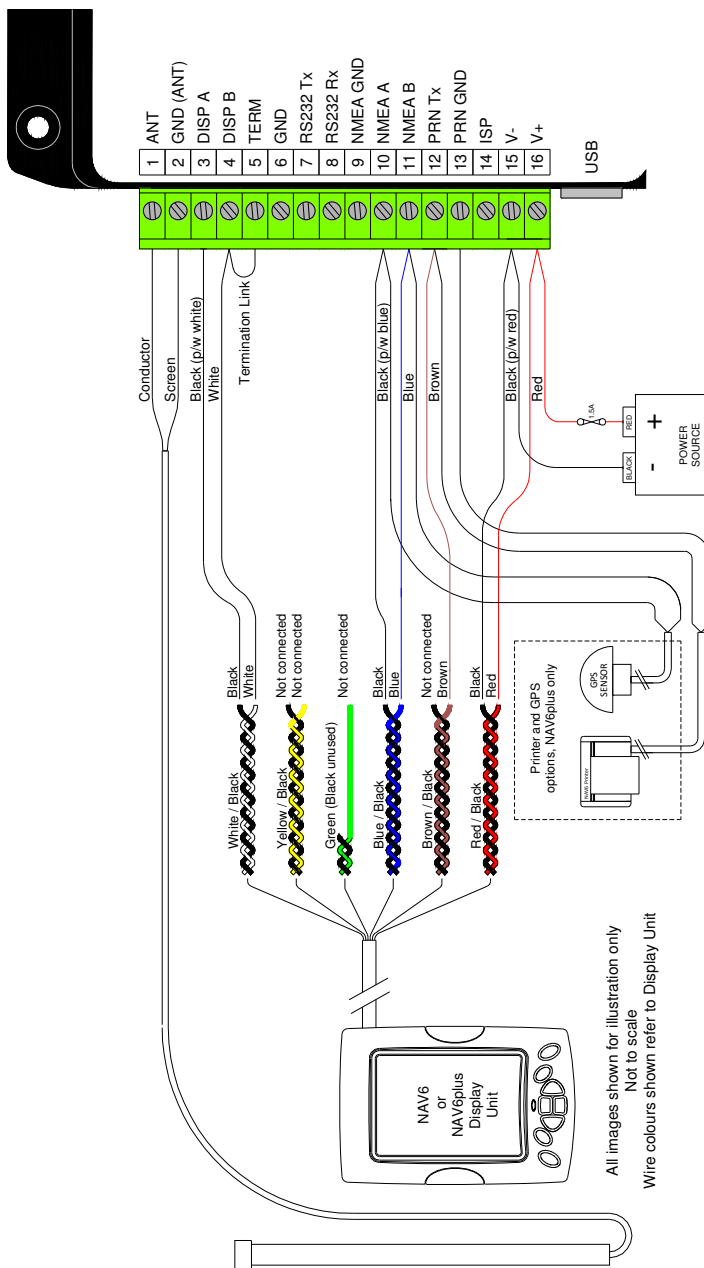 1 ANT
2 GND (ANT)
3 DISP A
4 DISP B
5 TERM
6 GND
7 RS232 Tx
8 RS232 Rx
9 NMEA GND
10 NMEA A
11 NMEA B
12 PRN Tx
13 PRN GND
14 ISP
15 V-
16 V+
USB
Conductor
Screen
Black (p/w white)
White
Termination Link
Black (p/w blue)
Blue
Brown
Black (p/w red)
Red
1.5A
BLACK
RED
-
+
POWER
SOURCE
Black
White
Not connected
Not connected
Not connected
Black
Blue
Not connected
Brown
Black
Red
White / Black
Yellow / Black
Green (Black unused)
Blue / Black
Brown / Black
Red / Black
Printer and GPS
options, NAV6plus only
GPS
SENSOR
NAV6 Printer
NAV6
or
NAV6plus
Display
Unit
All images shown for illustration only
Not to scale
Wire colours shown refer to Display Unit